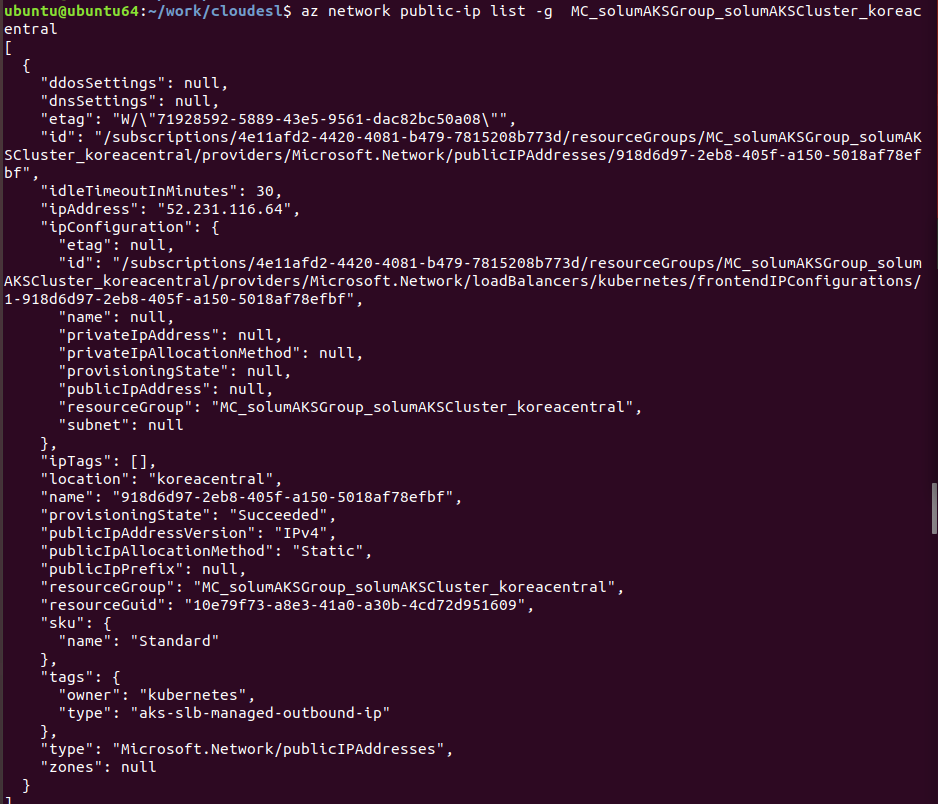 ubuntu@ubuntu64:~/work/cloudesl$ az network public-ip list -g  MC_solumAKSGroup_solumAKSCluster_koreac
entral
[
  {
    "ddosSettings": null,
    "dnsSettings": null,
    "etag": "W/\"71928592-5889-43e5-9561-dac82bc50a08\"",
    "id": "/subscriptions/4e11afd2-4420-4081-b479-7815208b773d/resourceGroups/MC_solumAKSGroup_solumAK
SCluster_koreacentral/providers/Microsoft.Network/publicIPAddresses/918d6d97-2eb8-405f-a150-5018af78ef
bf",
    "idleTimeoutInMinutes": 30,
    "ipAddress": "52.231.116.64",
    "ipConfiguration": {
      "etag": null,
      "id": "/subscriptions/4e11afd2-4420-4081-b479-7815208b773d/resourceGroups/MC_solumAKSGroup_solum
AKSCluster_koreacentral/providers/Microsoft.Network/loadBalancers/kubernetes/frontendIPConfigurations/
1-918d6d97-2eb8-405f-a150-5018af78efbf",
      "name": null,
      "privateIpAddress": null,
      "privateIpAllocationMethod": null,
      "provisioningState": null,
      "publicIpAddress": null,
      "resourceGroup": "MC_solumAKSGroup_solumAKSCluster_koreacentral",
      "subnet": null
    },
    "ipTags": [],
    "location": "koreacentral",
    "name": "918d6d97-2eb8-405f-a150-5018af78efbf",
    "provisioningState": "Succeeded",
    "publicIpAddressVersion": "IPv4",
    "publicIpAllocationMethod": "Static",
    "publicIpPrefix": null,
    "resourceGroup": "MC_solumAKSGroup_solumAKSCluster_koreacentral",
    "resourceGuid": "10e79f73-a8e3-41a0-a30b-4cd72d951609",
    "sku": {
      "name": "Standard"
    },
    "tags": {
      "owner": "kubernetes",
      "type": "aks-slb-managed-outbound-ip"
    },
    "type": "Microsoft.Network/publicIPAddresses",
    "zones": null
  }
]